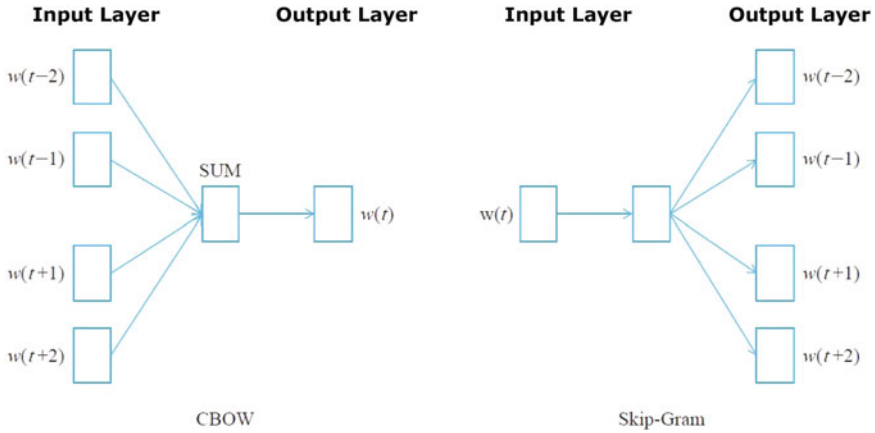 Input Layer
Output Layer
w(t−2)
w(t−1)
SUM
w(t)
w(t+1)
w(t+2)
CBOW
Input Layer
Output Layer
w(t)
w(t−2)
w(t−1)
w(t+1)
w(t+2)
Skip-Gram